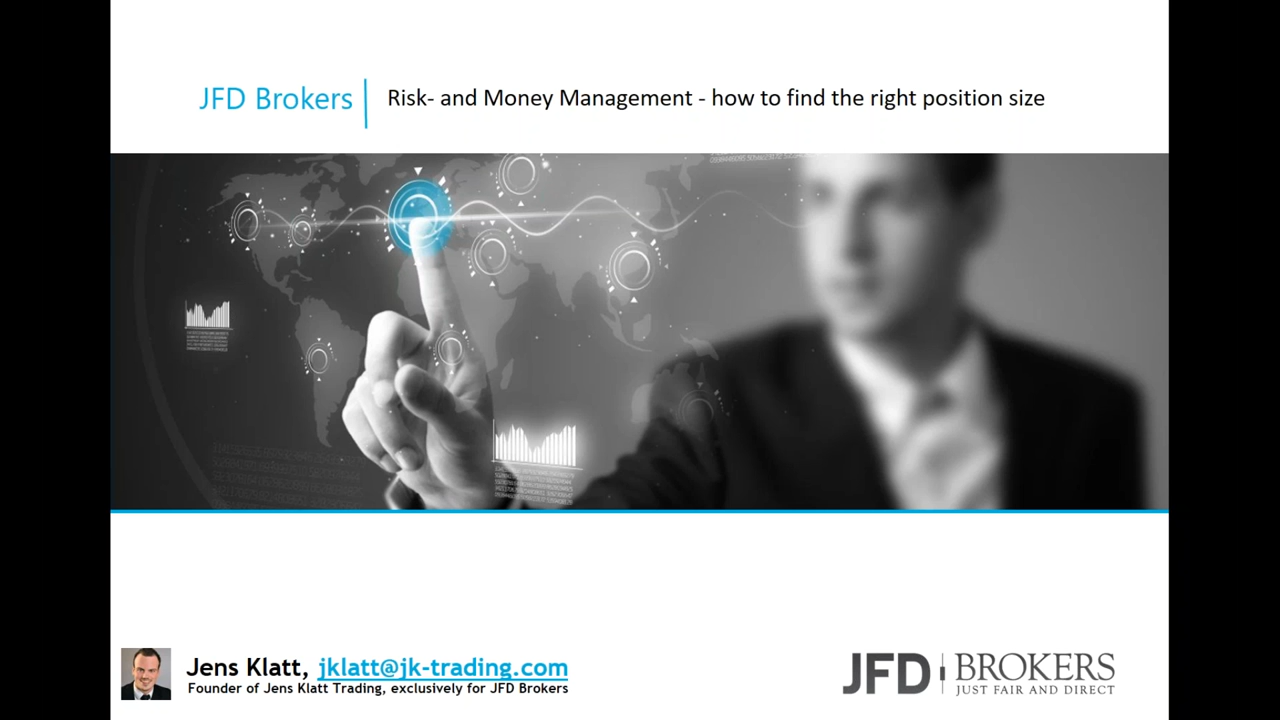 JFD Brokers
Risk- and Money Management - how to find the right position size
Jens Klatt, jklatt@jk-trading.com
Founder of Jens Klatt Trading, exclusively for JFD Brokers
JFD BROKERS
JUST FAIR AND DIRECT